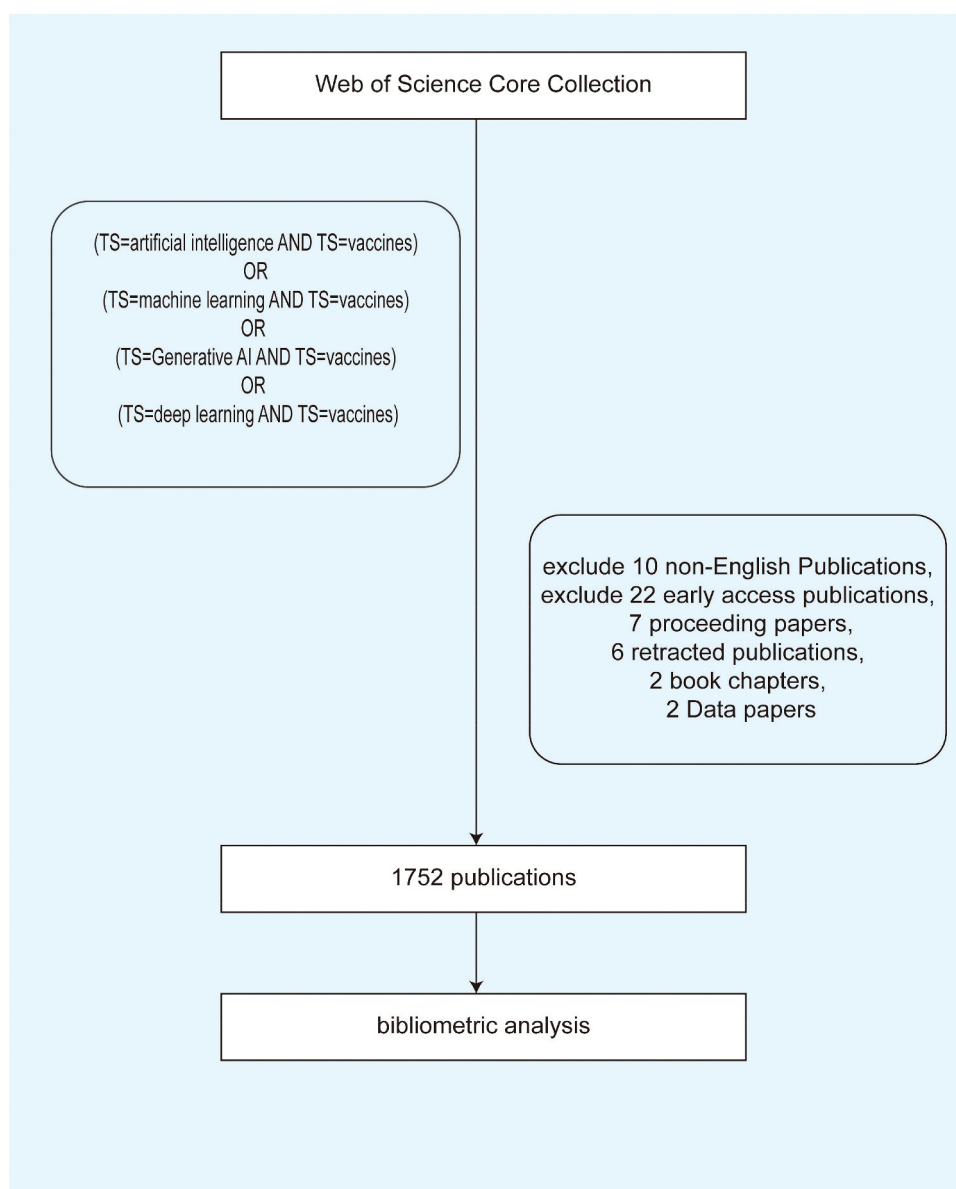 Web of Science Core Collection
(TS=artificial intelligence AND TS=vaccines)
OR
(TS=machine learning AND TS=vaccines)
OR
(TS=Generative AI AND TS=vaccines)
OR
(TS=deep learning AND TS=vaccines)
exclude 10 non-English Publications,
exclude 22 early access publications,
7 proceeding papers,
6 retracted publications,
2 book chapters,
2 Data papers
1752 publications
bibliometric analysis